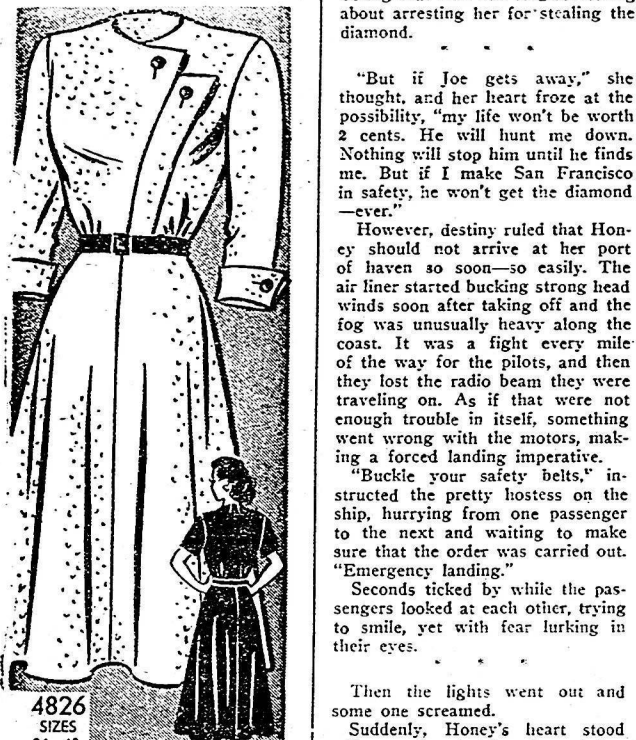 about arresting her for stealing the
diamond.
* * *
"But if Joe gets away," she
thought, and her heart froze at the
possibility, "my life won't be worth
2 cents. He will hunt me down.
Nothing will stop him until he finds
me. But if I make San Francisco
in safety, he won't get the diamond
—ever."
However, destiny ruled that Hon-
ey should not arrive at her port
of haven so soon—so easily. The
air liner started bucking strong head
winds soon after taking off and the
fog was unusually heavy along the
coast. It was a fight every mile
of the way for the pilots, and then
they lost the radio beam they were
traveling on. As if that were not
enough trouble in itself, something
went wrong with the motors, mak-
ing a forced landing imperative.
"Buckle your safety belts," in-
structed the pretty hostess on the
ship, hurrying from one passenger
to the next and waiting to make
sure that the order was carried out.
"Emergency landing."
Seconds ticked by while the pas-
sengers looked at each other, trying
to smile, yet with fear lurking in
their eyes.
* * *
Then the lights went out and
some one screamed.
Suddenly, Honey's heart stood
4826
SIZES